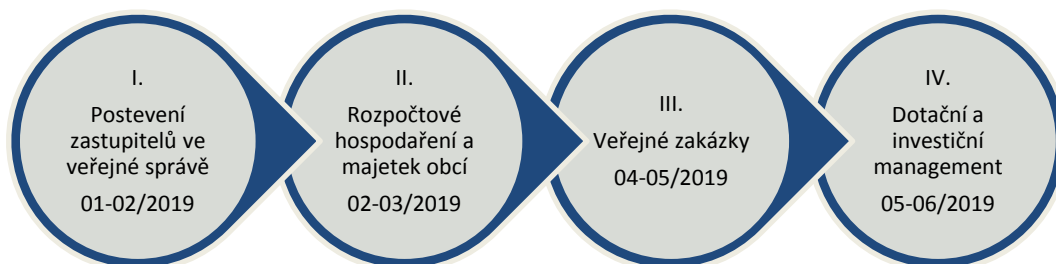 I.
Postevení
zastupitelů ve
veřejné správě
01-02/2019
II.
Rozpočtové
hospodaření a
majetek obcí
02-03/2019
III.
Veřejné zakázky
04-05/2019
IV.
Dotační a
investiční
management
05-06/2019